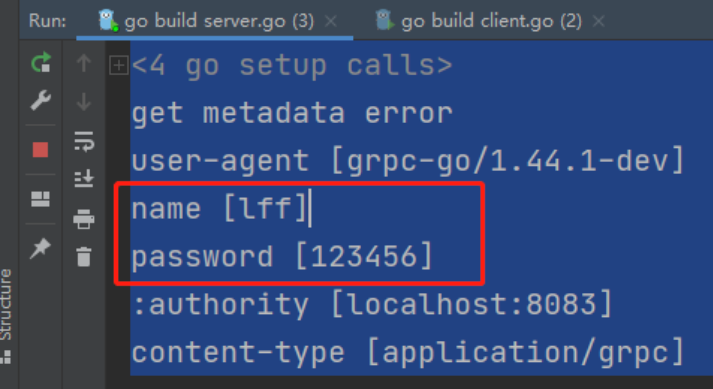 Run: go build server.go (3) × go build client.go (2) ×
<4 go setup calls>
get metadata error
user-agent [grpc-go/1.44.1-dev]
name [lff]
password [123456]
:authority [localhost:8083]
content-type [application/grpc]
Structure